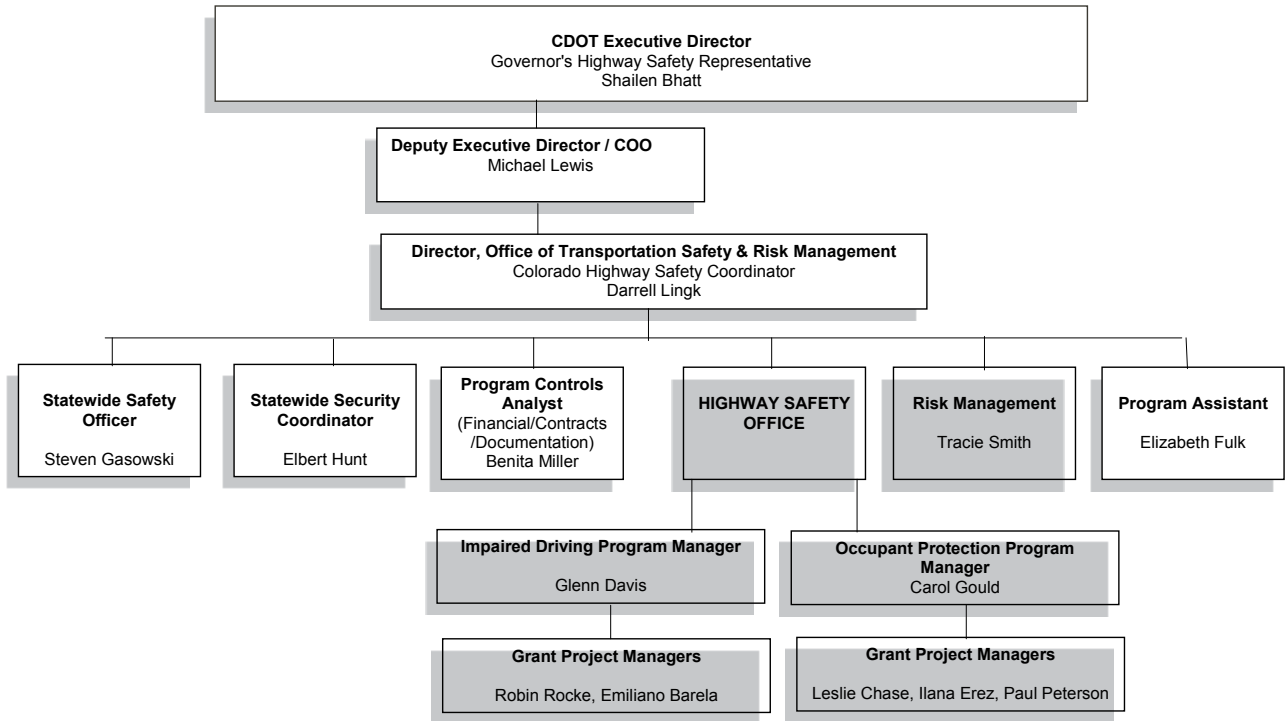 CDOT Executive Director
Governor's Highway Safety Representative
Shailen Bhatt
Deputy Executive Director / COO
Michael Lewis
Director, Office of Transportation Safety & Risk Management
Colorado Highway Safety Coordinator
Darrell Lingk
Statewide Safety
Officer
Steven Gasowski
Statewide Security
Coordinator
Elbert Hunt
Program Controls
Analyst
(Financial/Contracts
/Documentation)
Benita Miller
HIGHWAY SAFETY
OFFICE
Risk Management
Tracie Smith
Program Assistant
Elizabeth Fulk
Impaired Driving Program Manager
Glenn Davis
Occupant Protection Program
Manager
Carol Gould
Grant Project Managers
Robin Rocke, Emiliano Barela
Grant Project Managers
Leslie Chase, Ilana Erez, Paul Peterson